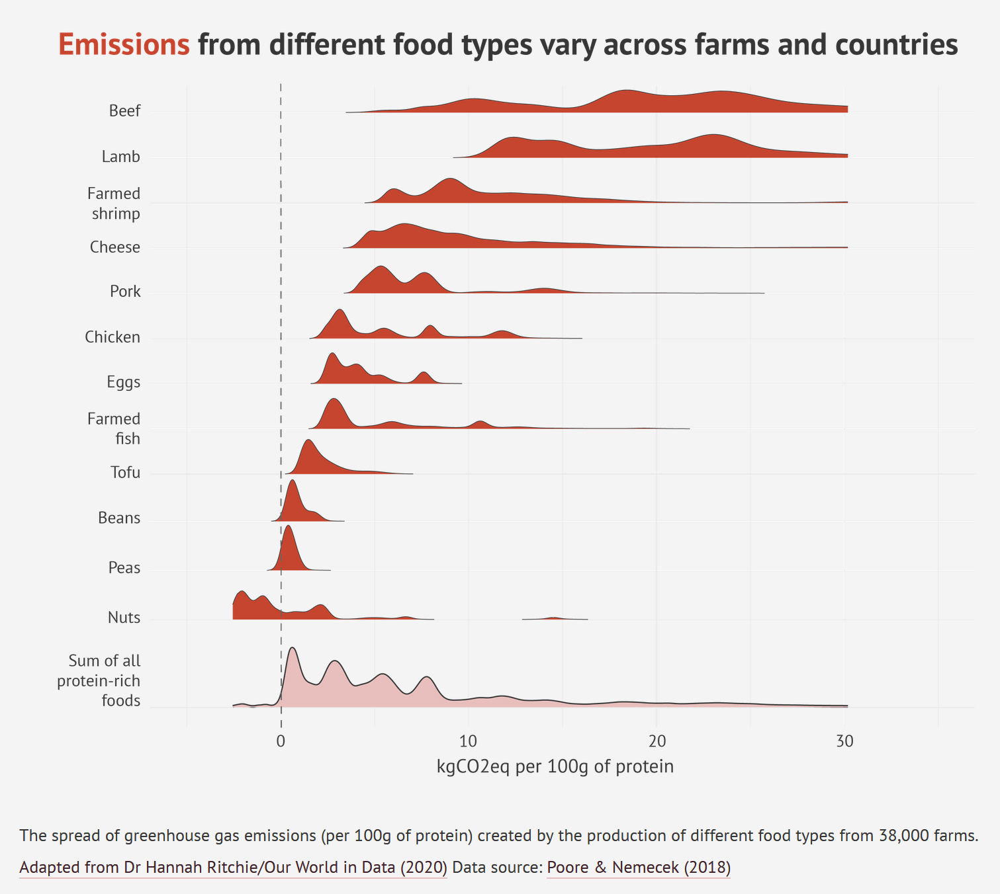 Emissions from different food types vary across farms and countries
Beef
Lamb
Farmed
shrimp
Cheese
Pork
Chicken
Eggs
Farmed
fish
Tofu
Beans
Peas
Nuts
Sum of all
protein-rich
foods
0 10 20 30
kgCO2eq per 100g of protein
The spread of greenhouse gas emissions (per 100g of protein) created by the production of different food types from 38,000 farms.
Adapted from Dr Hannah Ritchie/Our World in Data (2020) Data source: Poore & Nemecek (2018)